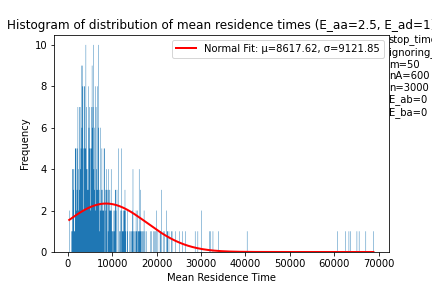 Histogram of distribution of mean residence times (E_aa=2.5, E_ad=1
stop_time
ignoring_
m=50
nA=600
n=3000
E_ab=0
E_ba=0
Normal Fit: μ=8617.62, σ=9121.85
Frequency
10
8
6
4
2
0
0 10000 20000 30000 40000 50000 60000 70000
Mean Residence Time